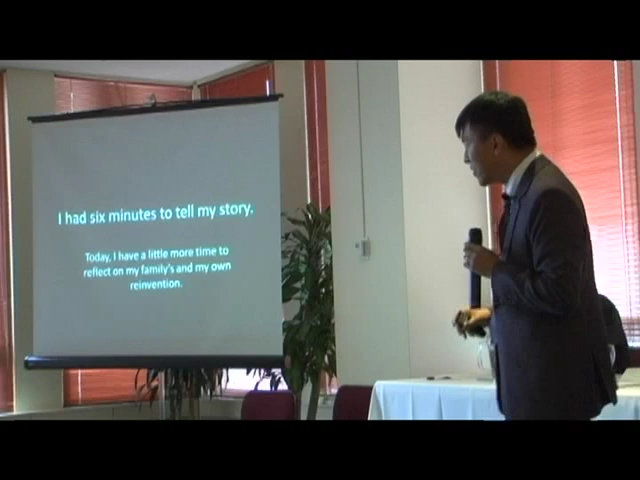 I had six minutes to tell my story.
Today, I have a little more time to
reflect on my family's and my own
reinvention.